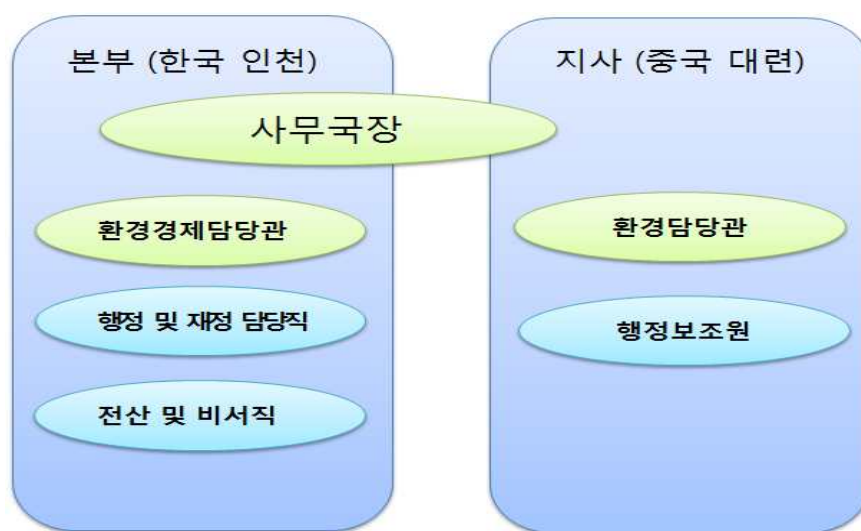 본부 (한국 인천)
지사 (중국 대련)
사무국장
환경경제담당관
행정 및 재정 담당직
전산 및 비서직
환경담당관
행정보조원